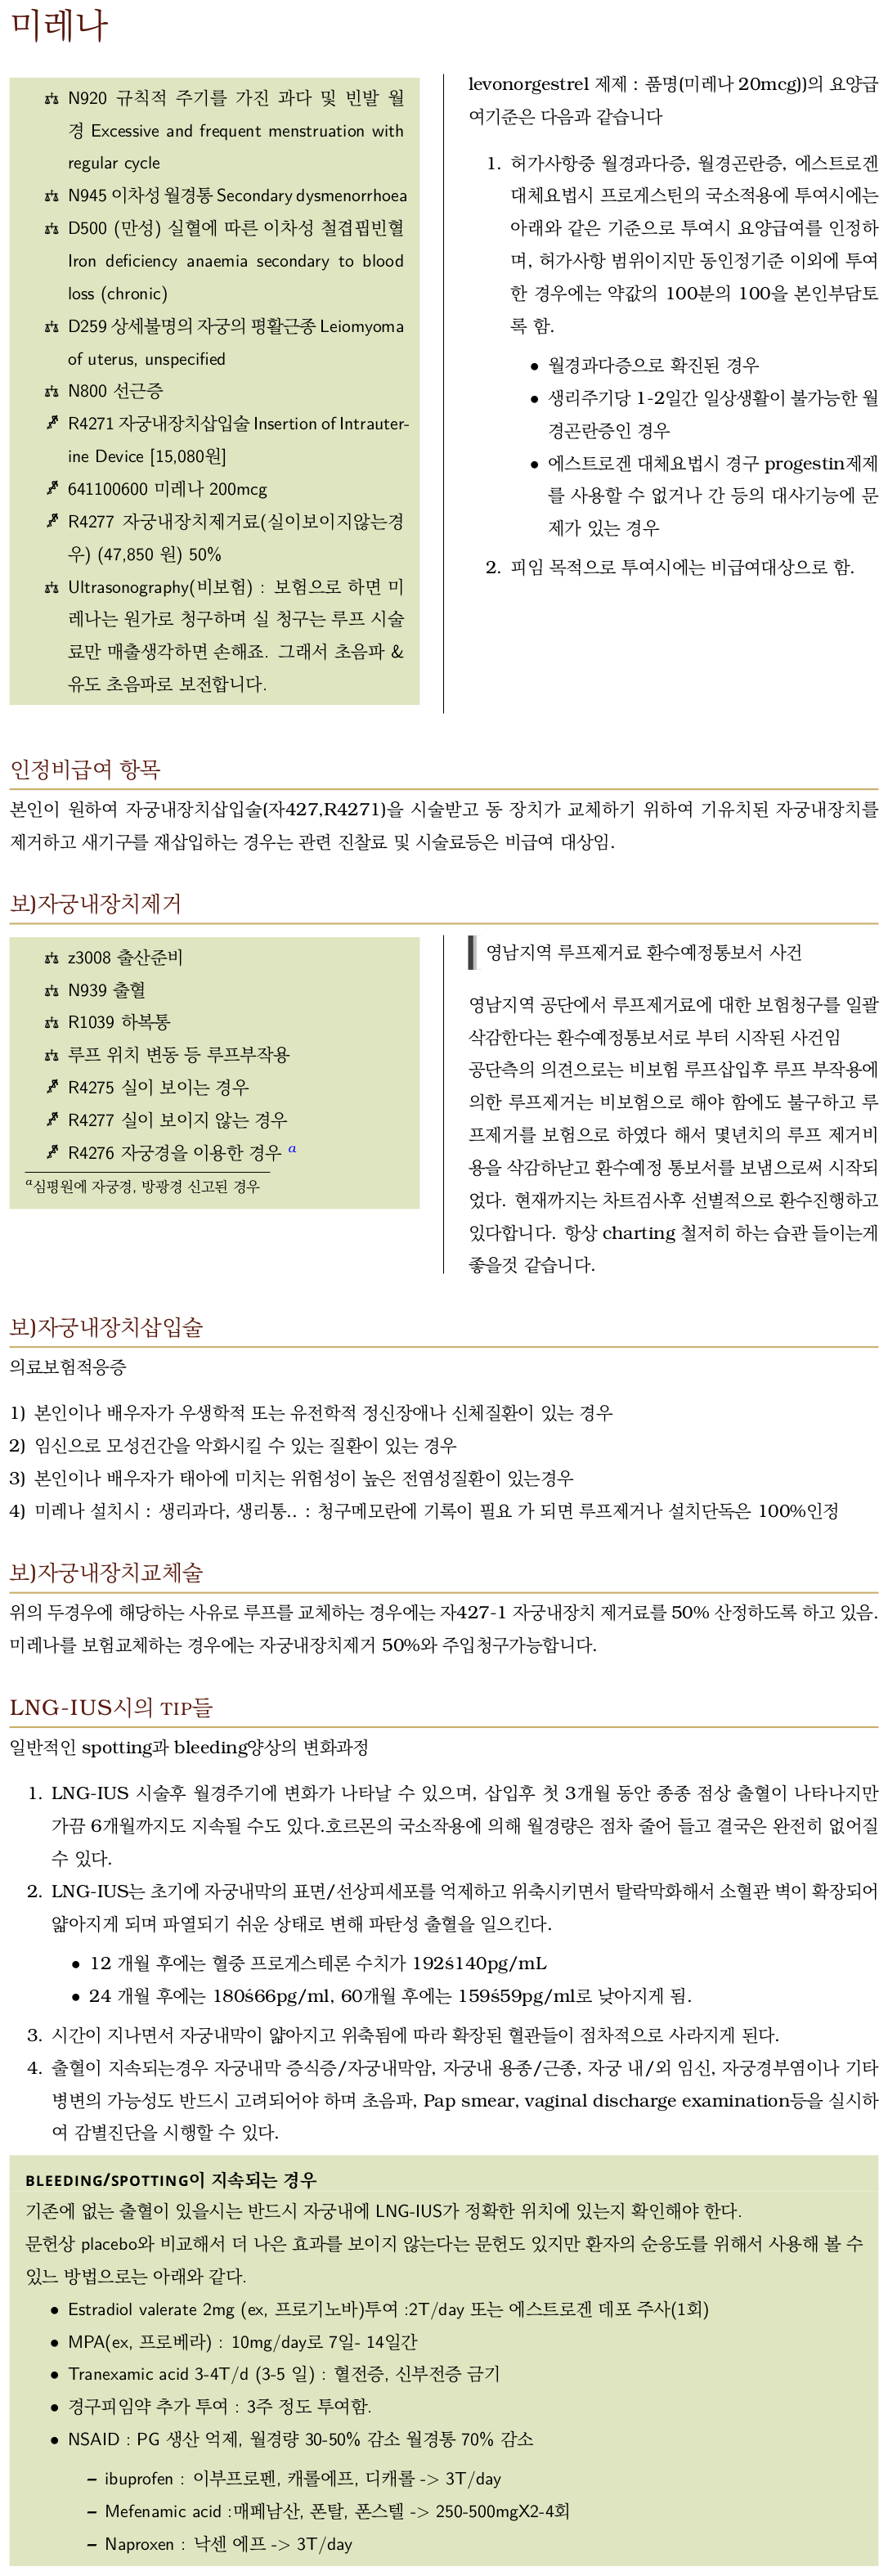 미레나
N920 규칙적 주기를 가진 과다 및 빈발 월
경 Excessive and frequent menstruation with
regular cycle
N945 이차성 월경통 Secondary dysmenorrhoea
D500 (만성) 실혈에 따른 이차성 철겹핍빈혈
Iron deficiency anaemia secondary to blood
loss (chronic)
D259 상세불명의 자궁의 평활근종 Leiomyoma
of uterus, unspecified
N800 선근증
R4271 자궁내장치삽입술 Insertion of Intrauter-
ine Device [15,080원]
641100600 미레나 200mcg
R4277 자궁내장치제거료(실이보이지않는경
우) (47,850 원) 50%
Ultrasonography(비보험) : 보험으로 하면 미
레나는 원가로 청구하며 실 청구는 루프 시술
료만 매출생각하면 손해죠. 그래서 초음파 &
유도 초음파로 보전합니다.
levonorgestrel 제제 : 품명(미레나 20mcg))의 요양급
여기준은 다음과 같습니다
1. 허가사항중 월경과다증, 월경곤란증, 에스트로겐
대체요법시 프로게스틴의 국소적용에 투여시에는
아래와 같은 기준으로 투여시 요양급여를 인정하
며, 허가사항 범위이지만 동인정기준 이외에 투여
한 경우에는 약값의 100분의 100을 본인부담토
록 함.
• 월경과다증으로 확진된 경우
• 생리주기당 1-2일간 일상생활이 불가능한 월
경곤란증인 경우
• 에스트로겐 대체요법시 경구 progestin제제
를 사용할 수 없거나 간 등의 대사기능에 문
제가 있는 경우
2. 피임 목적으로 투여시에는 비급여대상으로 함.
인정비급여 항목
본인이 원하여 자궁내장치삽입술(자427,R4271)을 시술받고 동 장치가 교체하기 위하여 기유치된 자궁내장치를
제거하고 새기구를 재삽입하는 경우는 관련 진찰료 및 시술료등은 비급여 대상임.
보)자궁내장치제거
z3008 출산준비
N939 출혈
R1039 하복통
루프 위치 변동 등 루프부작용
R4275 실이 보이는 경우
R4277 실이 보이지 않는 경우
R4276 자궁경을 이용한 경우 a
a심평원에 자궁경, 방광경 신고된 경우
영남지역 루프제거료 환수예정통보서 사건
영남지역 공단에서 루프제거료에 대한 보험청구를 일괄
삭감한다는 환수예정통보서로 부터 시작된 사건임
공단측의 의견으로는 비보험 루프삽입후 루프 부작용에
의한 루프제거는 비보험으로 해야 함에도 불구하고 루
프제거를 보험으로 하였다 해서 몇년치의 루프 제거비
용을 삭감하낟고 환수예정 통보서를 보냄으로써 시작되
었다. 현재까지는 차트검사후 선별적으로 환수진행하고
있다합니다. 항상 charting 철저히 하는 습관 들이는게
좋을것 같습니다.
보)자궁내장치삽입술
의료보험적응증
1) 본인이나 배우자가 우생학적 또는 유전학적 정신장애나 신체질환이 있는 경우
2) 임신으로 모성건간을 악화시킬 수 있는 질환이 있는 경우
3) 본인이나 배우자가 태아에 미치는 위험성이 높은 전염성질환이 있는경우
4) 미레나 설치시 : 생리과다, 생리통.. : 청구메모란에 기록이 필요 가 되면 루프제거나 설치단독은 100%인정
보)자궁내장치교체술
위의 두경우에 해당하는 사유로 루프를 교체하는 경우에는 자427-1 자궁내장치 제거료를 50% 산정하도록 하고 있음.
미레나를 보험교체하는 경우에는 자궁내장치제거 50%와 주입청구가능합니다.
LNG-IUS시의 TIP들
일반적인 spotting과 bleeding양상의 변화과정
1. LNG-IUS 시술후 월경주기에 변화가 나타날 수 있으며, 삽입후 첫 3개월 동안 종종 점상 출혈이 나타나지만
가끔 6개월까지도 지속될 수도 있다.호르몬의 국소작용에 의해 월경량은 점차 줄어 들고 결국은 완전히 없어질
수 있다.
2. LNG-IUS는 초기에 자궁내막의 표면/선상피세포를 억제하고 위축시키면서 탈락막화해서 소혈관 벽이 확장되어
얇아지게 되며 파열되기 쉬운 상태로 변해 파탄성 출혈을 일으킨다.
• 12 개월 후에는 혈중 프로게스테론 수치가 192ś140pg/mL
• 24 개월 후에는 180ś66pg/ml, 60개월 후에는 159ś59pg/ml로 낮아지게 됨.
3. 시간이 지나면서 자궁내막이 얇아지고 위축됨에 따라 확장된 혈관들이 점차적으로 사라지게 된다.
4. 출혈이 지속되는경우 자궁내막 증식증/자궁내막암, 자궁내 용종/근종, 자궁 내/외 임신, 자궁경부염이나 기타
병변의 가능성도 반드시 고려되어야 하며 초음파, Pap smear, vaginal discharge examination등을 실시하
여 감별진단을 시행할 수 있다.
BLEEDING/SPOTTING이 지속되는 경우
기존에 없는 출혈이 있을시는 반드시 자궁내에 LNG-IUS가 정확한 위치에 있는지 확인해야 한다.
문헌상 placebo와 비교해서 더 나은 효과를 보이지 않는다는 문헌도 있지만 환자의 순응도를 위해서 사용해 볼 수
있느 방법으로는 아래와 같다.
• Estradiol valerate 2mg (ex, 프로기노바)투여 :2T/day 또는 에스트로겐 데포 주사(1회)
• MPA(ex, 프로베라) : 10mg/day로 7일- 14일간
• Tranexamic acid 3-4T/d (3-5 일) : 혈전증, 신부전증 금기
• 경구피임약 추가 투여 : 3주 정도 투여함.
• NSAID : PG 생산 억제, 월경량 30-50% 감소 월경통 70% 감소
– ibuprofen : 이부프로펜, 캐롤에프, 디캐롤 -> 3T/day
– Mefenamic acid :매페남산, 폰탈, 폰스텔 -> 250-500mgX2-4회
– Naproxen : 낙센 에프 -> 3T/day